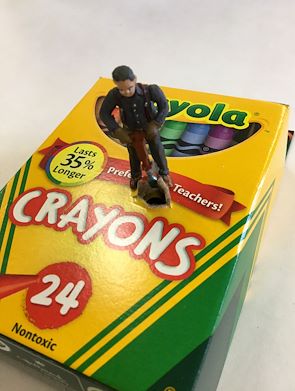 yola
Lasts
35%
Longer
Prefe
Teachers!
CRAYONS
24
Nontoxic